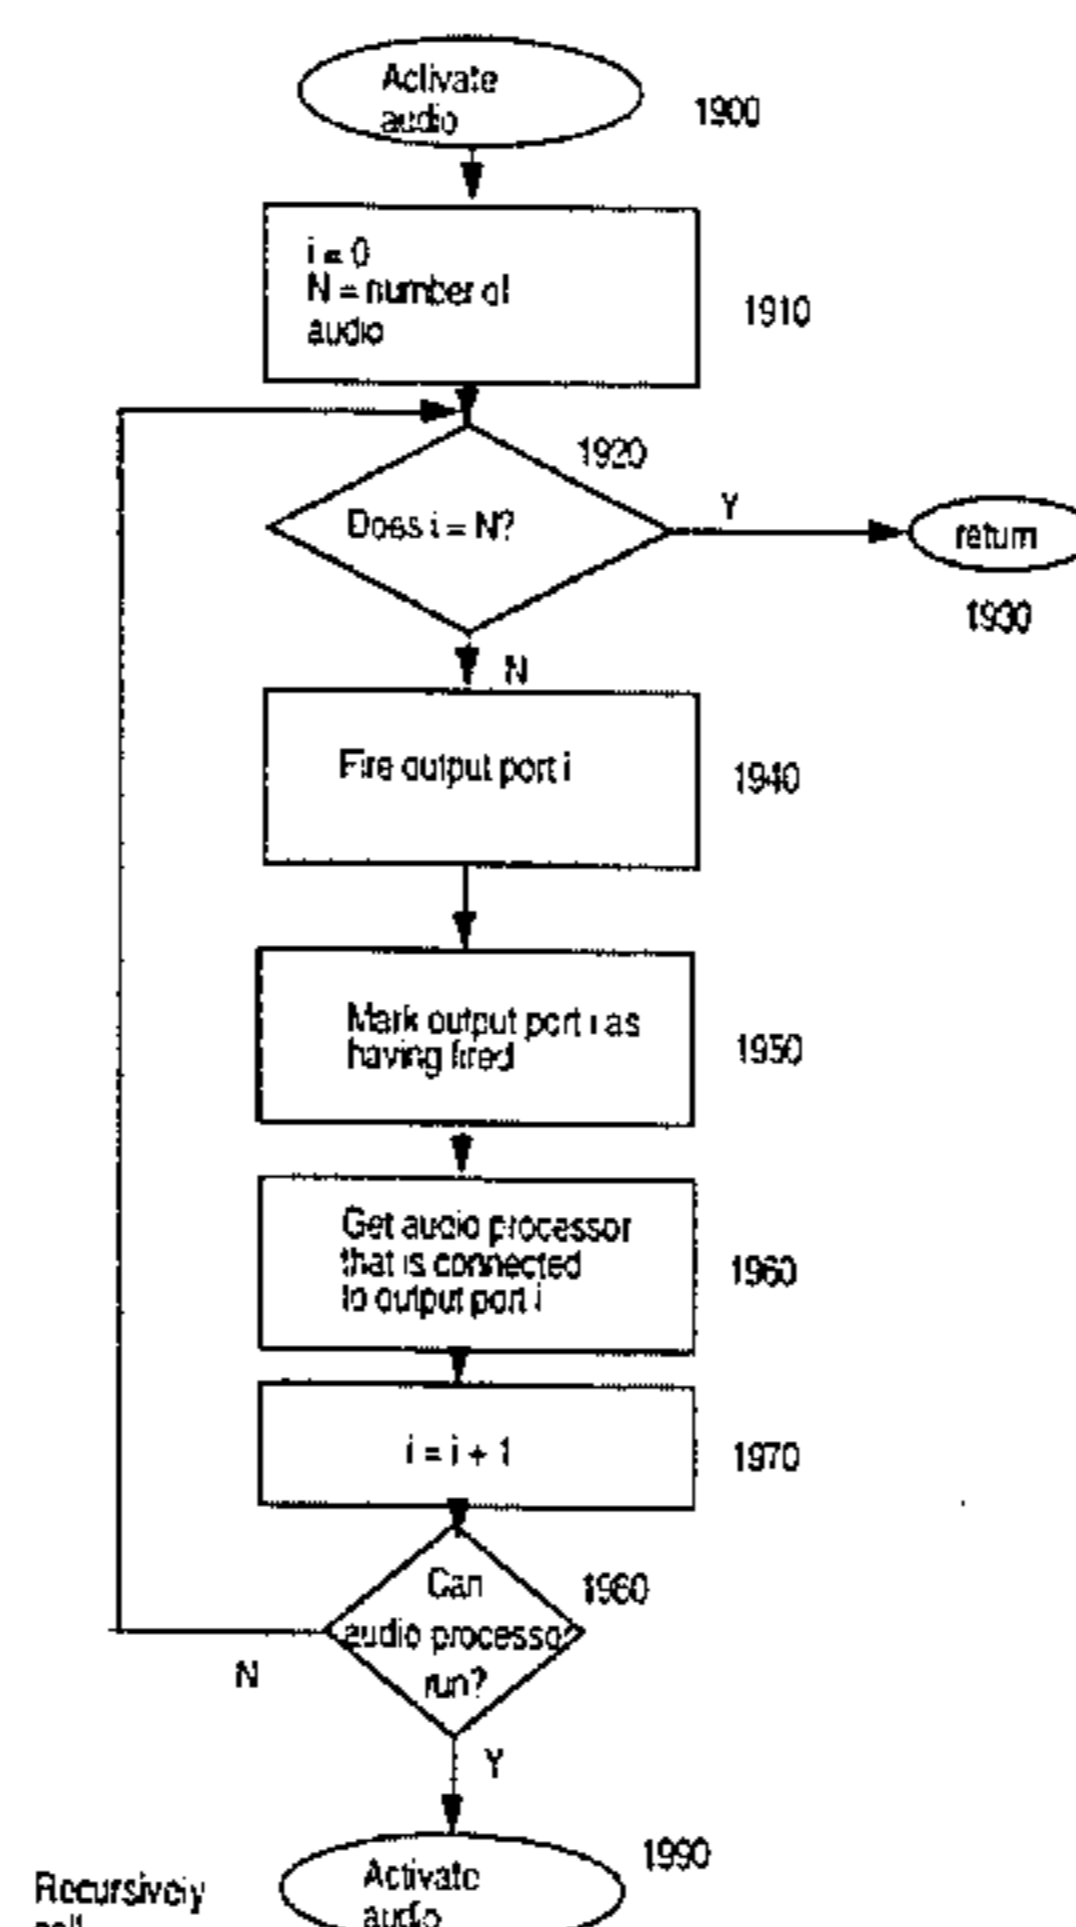 Activate
audio
1900
i = 0
N = number of
audio
1910
1920
Does i = N?
Y
return
1930
N
Fire output port i
1940
Mark output port i as
having fired
1950
Get audio processor
that is connected
to output port i
1960
i = i + 1
1970
Can
audio processor
run?
1980
N
Y
1990
Activate
audio
Recursively
call